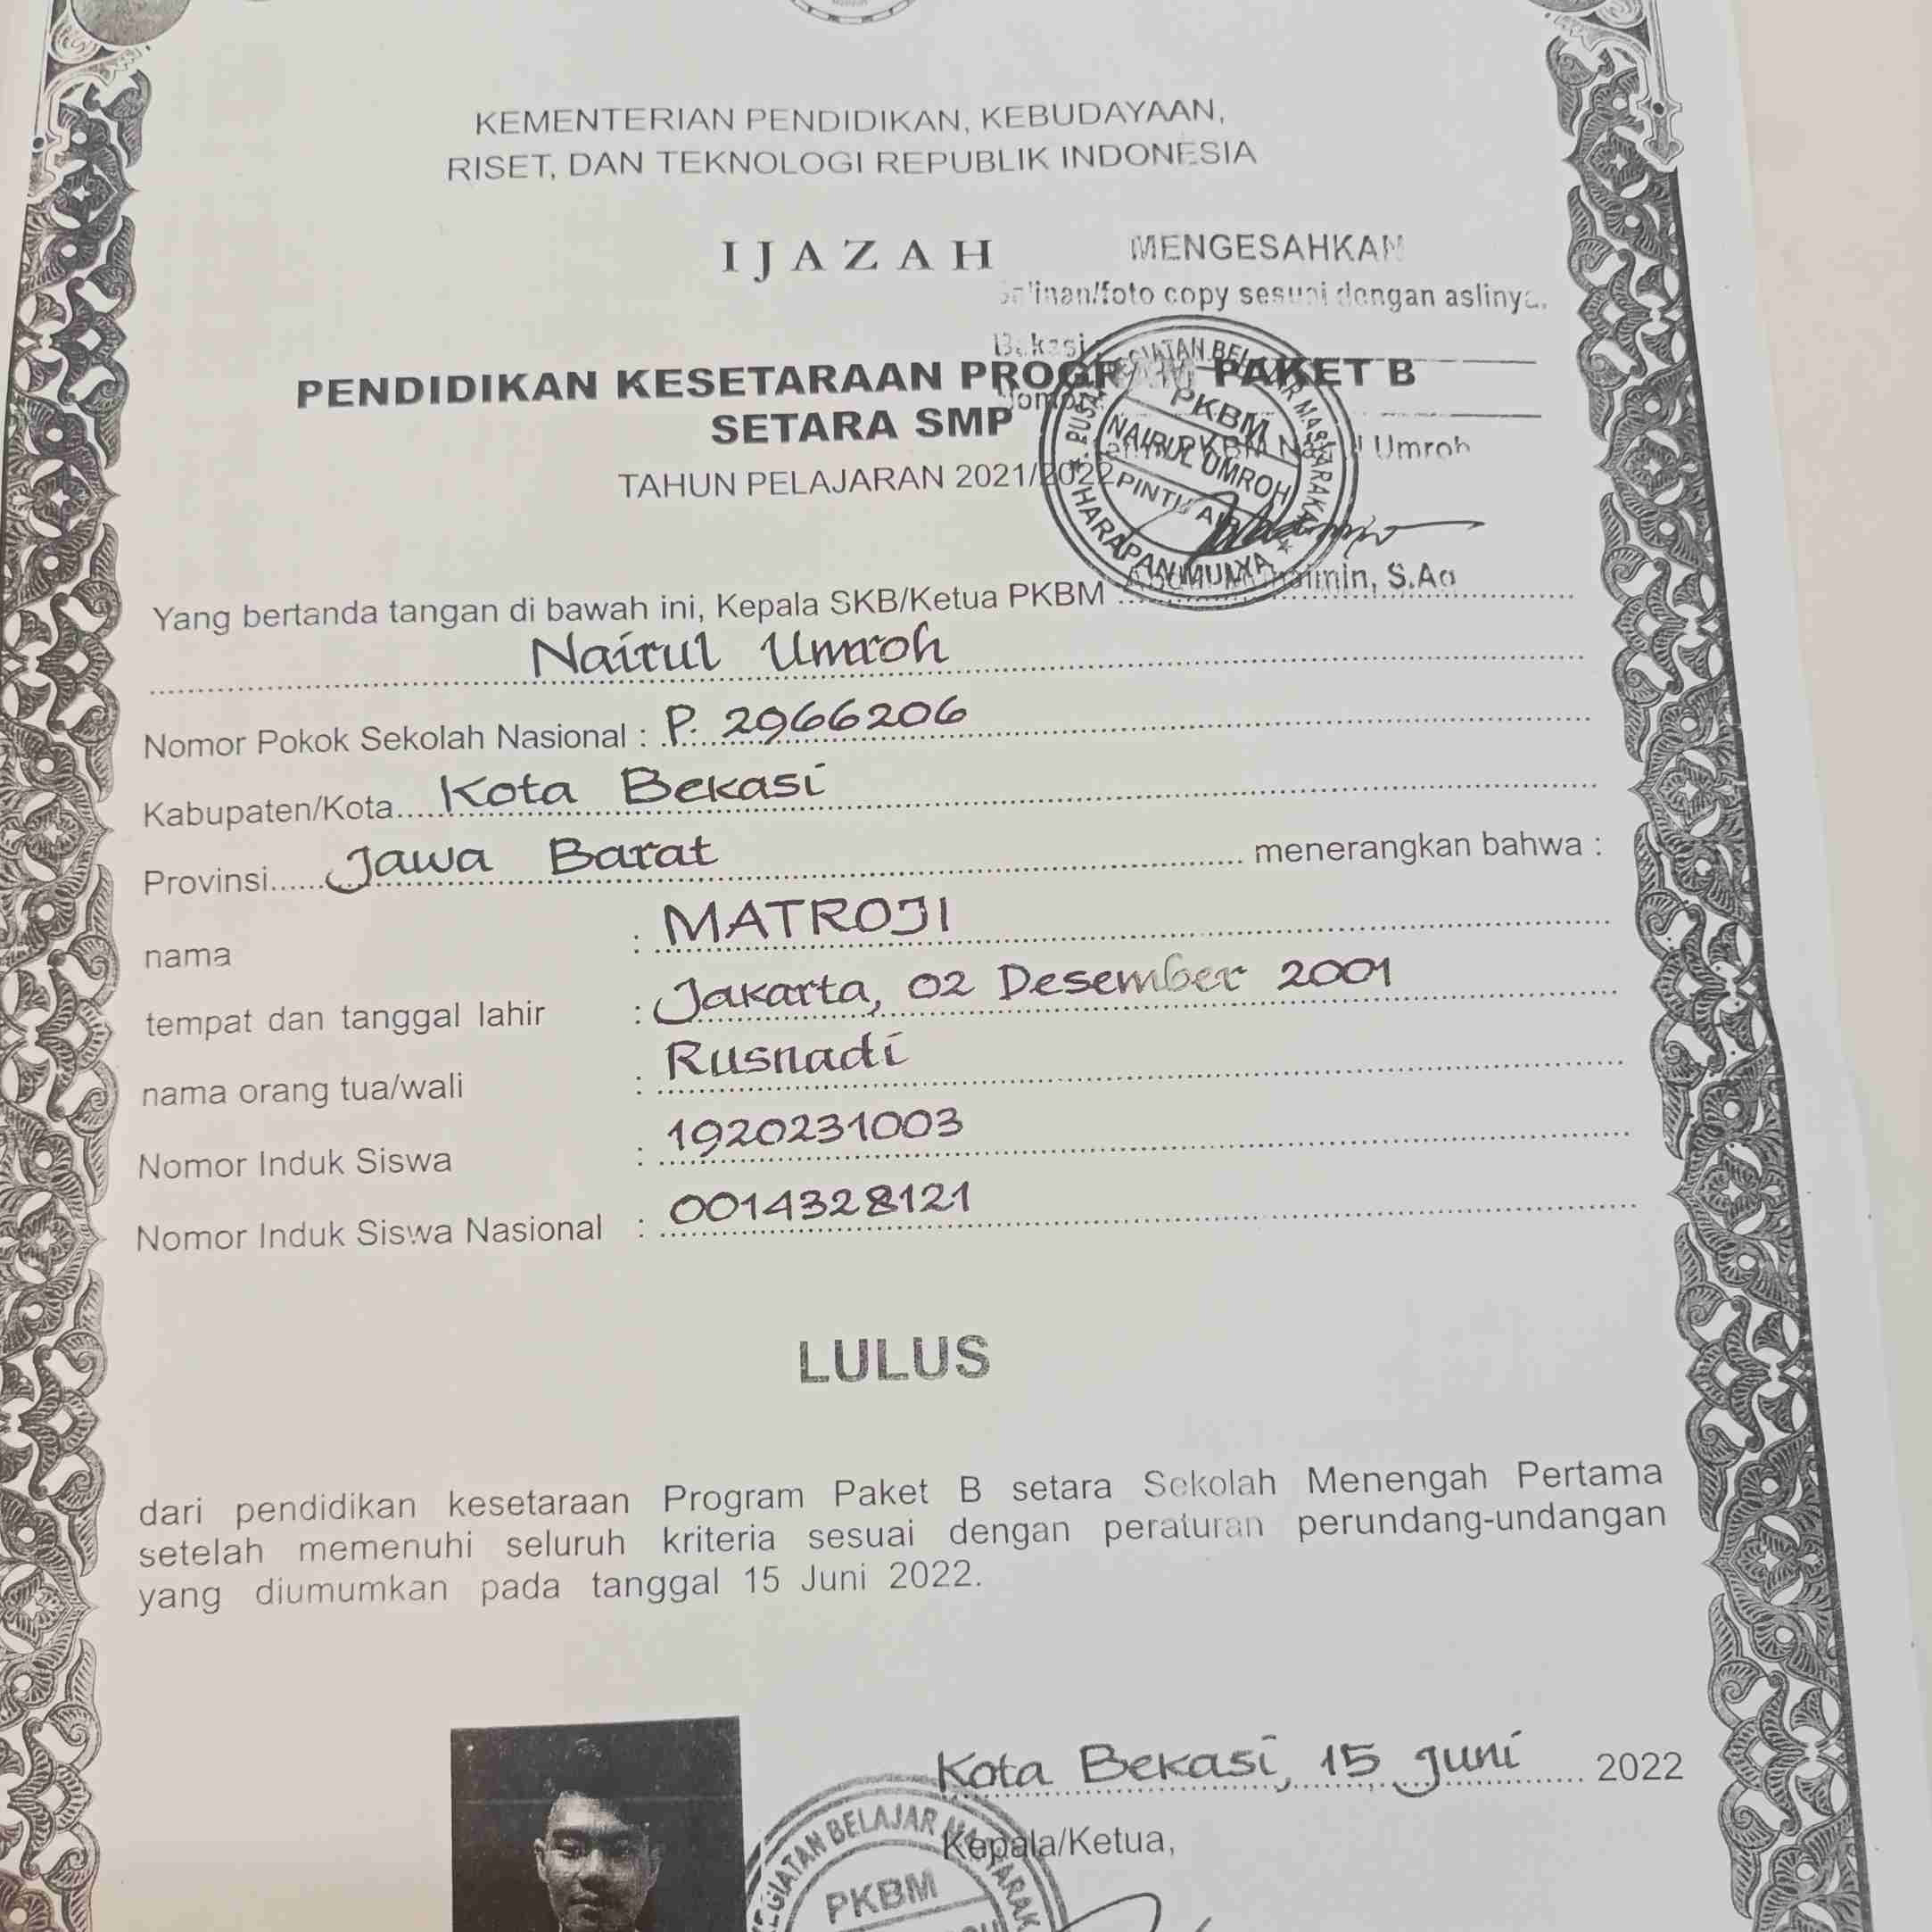 KEMENTERIAN PENDIDIKAN, KEBUDAYAAN,
RISET, DAN TEKNOLOGI REPUBLIK INDONESIA
IJAZAH
MENGESAHKAN
foto copy sesuai dengan aslinya.
Bekasi
PENDIDIKAN KESETARAAN PROGRAM PAKET B
SETARA SMP
TAHUN PELAJARAN 2021/2022
PKBM
NAIRUL UMROH
PINTU AIR
HARAPAN MULYA
Umroh
S.Ag
Yang bertanda tangan di bawah ini, Kepala SKB/Ketua PKBM
Nairul Umroh
Nomor Pokok Sekolah Nasional : P. 2966206
Kabupaten/Kota Kota Bekasi
Provinsi Jawa Barat menerangkan bahwa :
nama : MATROJI
tempat dan tanggal lahir : Jakarta, 02 Desember 2001
nama orang tua/wali : Rusnadi
Nomor Induk Siswa : 1920231003
Nomor Induk Siswa Nasional : 0014328121
LULUS
dari pendidikan kesetaraan Program Paket B setara Sekolah Menengah Pertama
setelah memenuhi seluruh kriteria sesuai dengan peraturan perundang-undangan
yang diumumkan pada tanggal 15 Juni 2022.
Kota Bekasi, 15 Juni 2022
Kepala/Ketua,
BELAJAR
PKBM